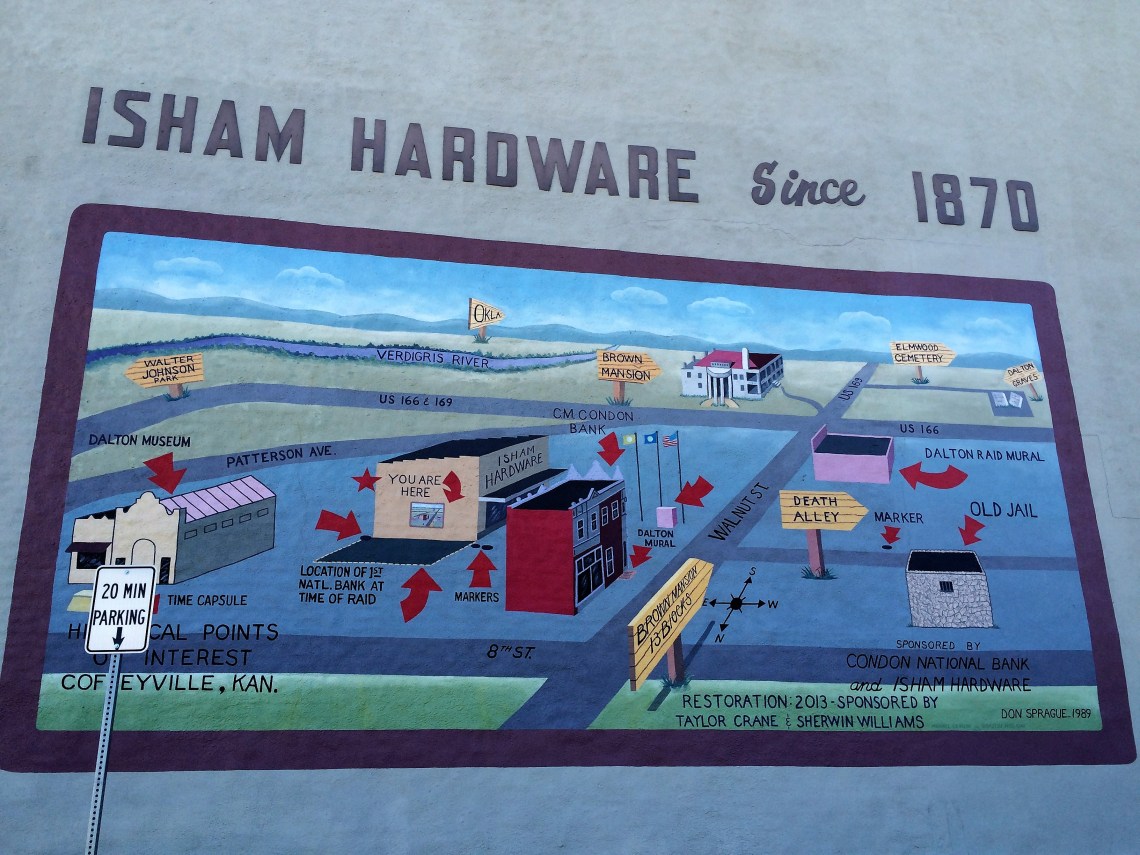 ISHAM HARDWARE Since 1870
OKLA
VERDIGRIS RIVER
WALTER
JOHNSON
PARK
BROWN
MANSION
ELMWOOD
CEMETERY
DALTON
GRAVES
US 169
US 166 & 169
CM CONDON
BANK
US 166
DALTON MUSEUM
PATTERSON AVE.
ISHAM
HARDWARE
YOU ARE
HERE
DALTON RAID MURAL
WALNUT ST.
DEATH
ALLEY
MARKER
OLD JAIL
DALTON
MURAL
LOCATION OF 1ST
NATL. BANK AT
TIME OF RAID
MARKERS
TIME CAPSULE
20 MIN
PARKING
BROWN MANSION
13 BLOCKS
S
E
W
N
POINTS
INTEREST
COFFEYVILLE, KAN.
8TH ST.
SPONSORED BY
CONDON NATIONAL BANK
and ISHAM HARDWARE
RESTORATION: 2013 - SPONSORED BY
TAYLOR CRANE & SHERWIN WILLIAMS
DON SPRAGUE. 1989